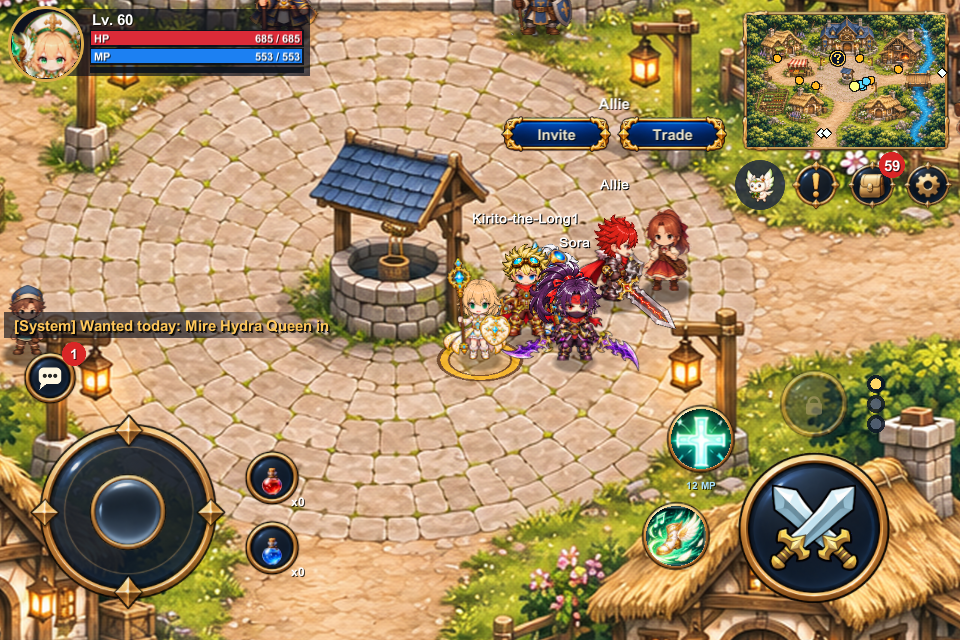 Lv. 60
HP 685 / 685
MP 553 / 553
?
Allie
Invite
Trade
59
Allie
Kirito-the-Long1
Sora
[System] Wanted today: Mire Hydra Queen in
1
12 MP
x0
x0